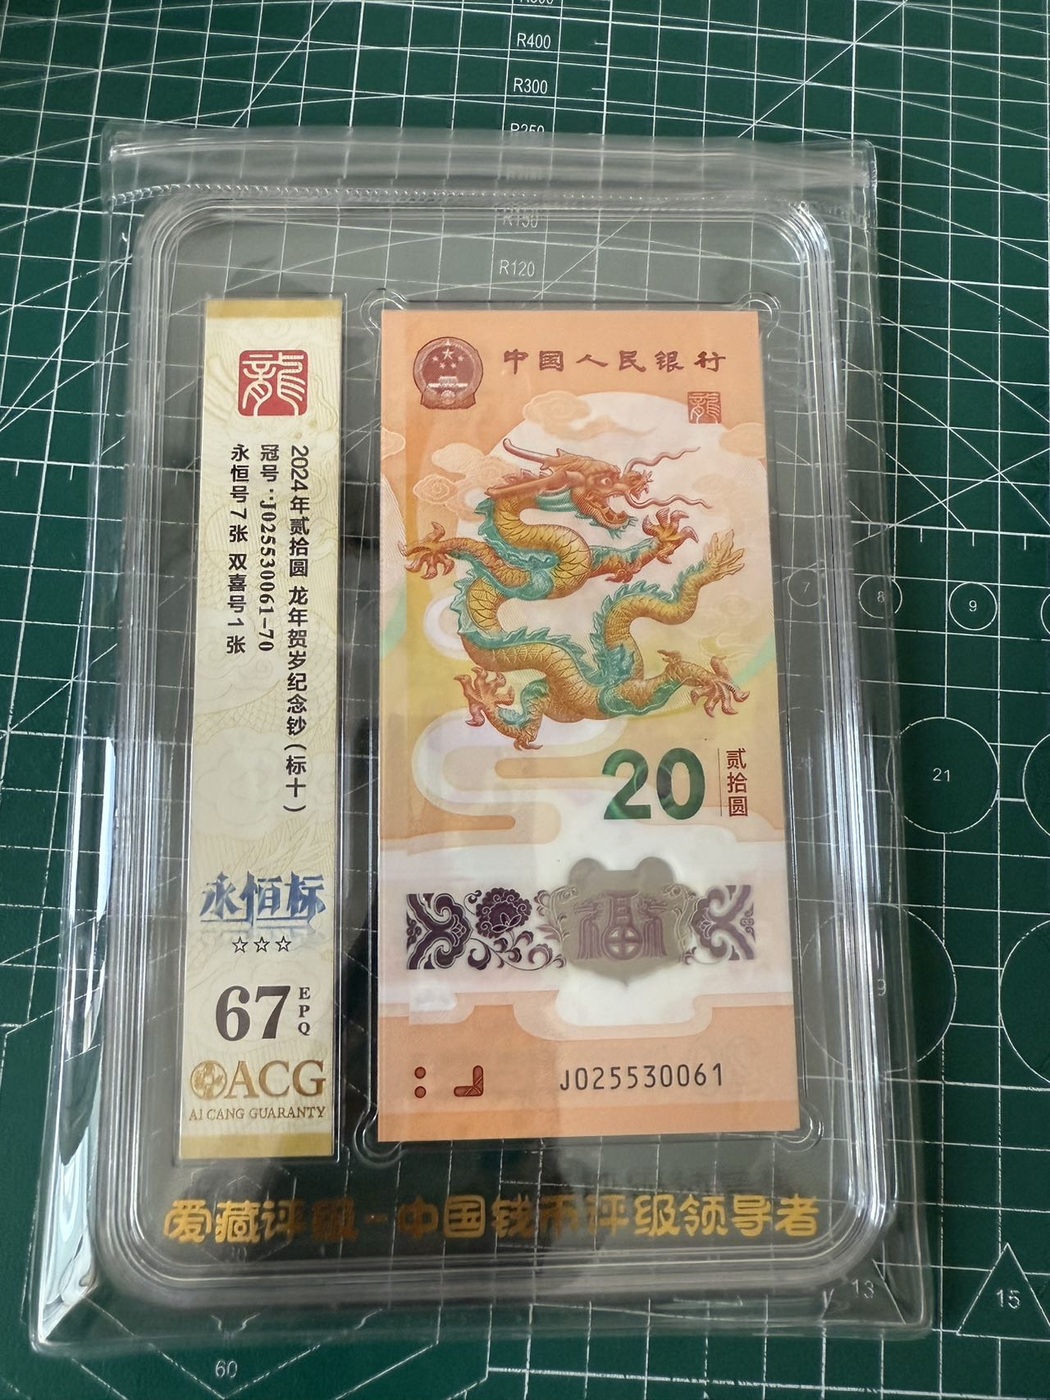 R400
R300
R250
R150
R120
龍
2024年贰拾圆 龙年贺岁纪念钞(标十)
冠号:J025530061-70
永恒号7张 双喜号1张
永恒标
☆☆☆
67
EPQ
ACG
AI CANG GUARANTY
中国人民银行
龍
20
贰拾圆
福
J025530061
爱藏评级-中国钱币评级领导者
7
8
9
21
9
13
15
60